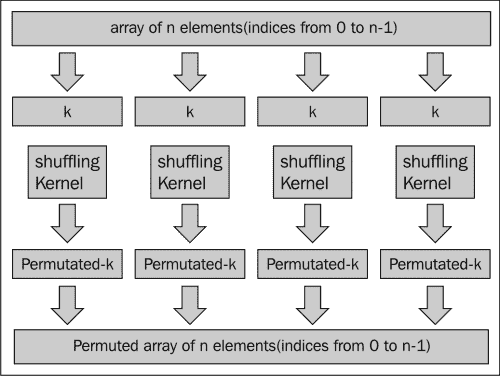 array of n elements(indices from 0 to n-1)
k k k k
shuffling shuffling shuffling shuffling
Kernel Kernel Kernel Kernel
Permutated-k Permutated-k Permutated-k Permutated-k
Permuted array of n elements(indices from 0 to n-1)